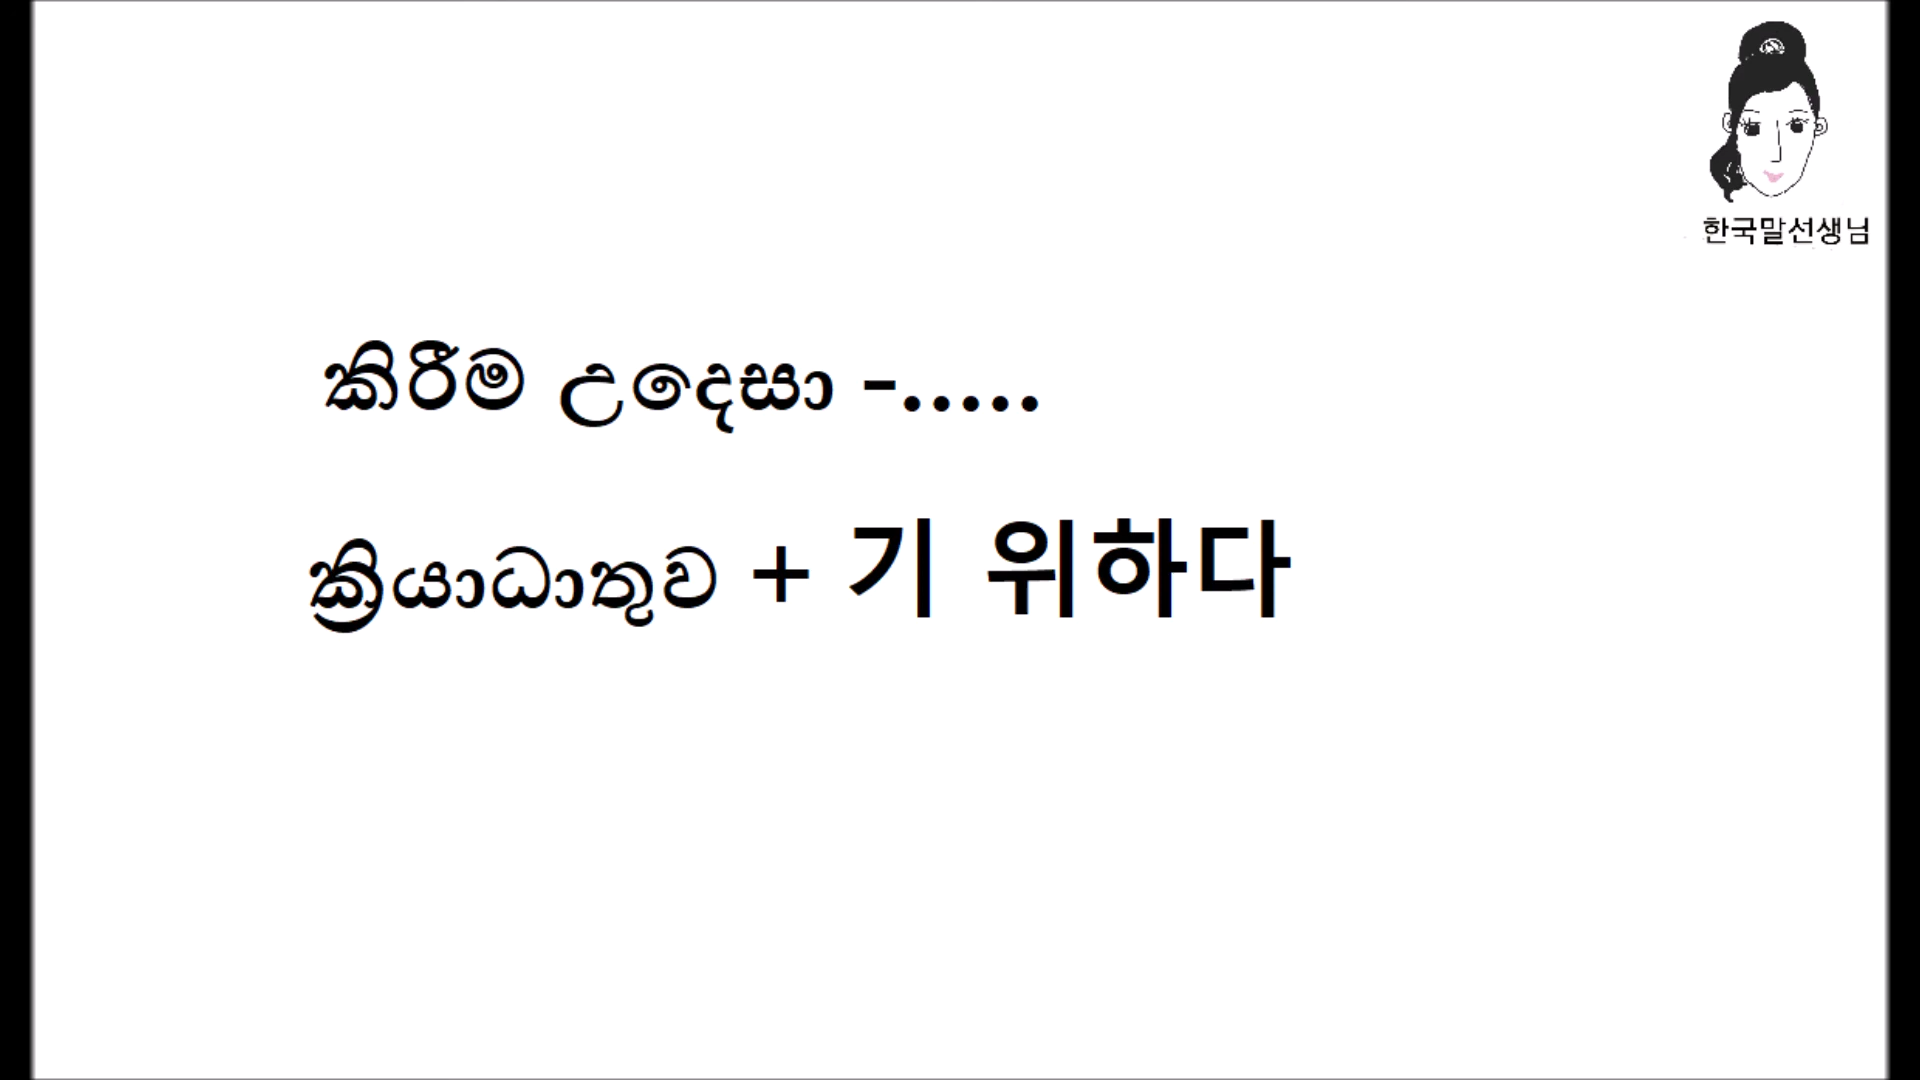 한국말선생님
කිරීම උදෙසා -.....
ක්‍රියාධාතුව + 기 위하다